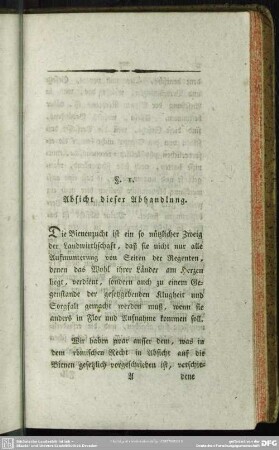 §. 1.
Absicht dieser Abhandlung.
Die Bienenzucht ist ein so nützlicher Zweig
der Landwirthschaft, daß sie nicht nur alle
Aufmunterung von Seiten der Regenten,
denen das Wohl ihrer Länder am Herzen
liegt, verdient, sondern auch zu einem Ge-
genstande der gesetzgebenden Klugheit und
Sorgfalt gemacht werden muß, wenn sie
anders in Flor und Aufnahme kommen soll.
Wir haben zwar ausser dem, was in
dem römischen Recht in Absicht auf die
Bienen gesetzlich vorgeschrieben ist, verschie-
A dene